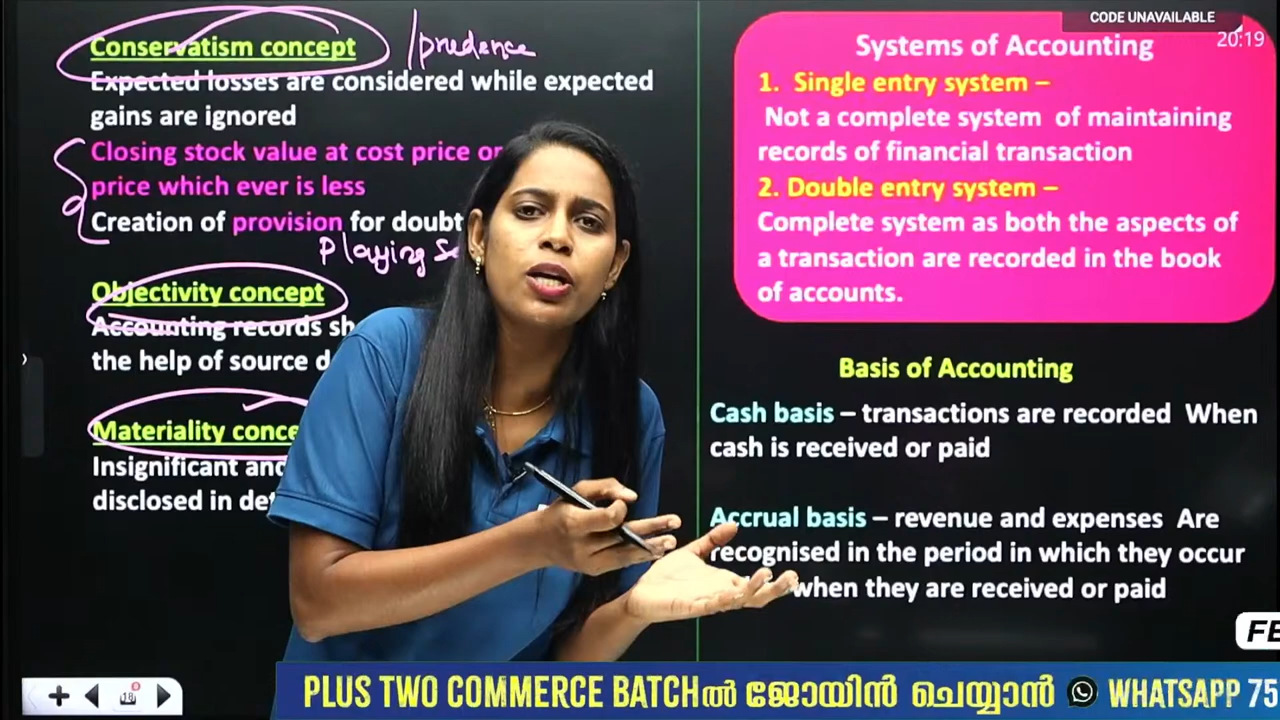 Conservatism concept /prudence
Expected losses are considered while expected
gains are ignored
Closing stock value at cost price or
price which ever is less
Creation of provision for doubt
Playing
Objectivity concept
Accounting records
the help of source
Materiality
Insignificant
disclosed in
CODE UNAVAILABLE
20:19
Systems of Accounting
1. Single entry system –
Not a complete system of maintaining
records of financial transaction
2. Double entry system –
Complete system as both the aspects of
a transaction are recorded in the book
of accounts.
Basis of Accounting
Cash basis – transactions are recorded When
cash is received or paid
Accrual basis – revenue and expenses Are
recognised in the period in which they occur
when they are received or paid
FE
18
PLUS TWO COMMERCE BATCHൽ ജോയിൻ ചെയ്യാൻ WHATSAPP 75